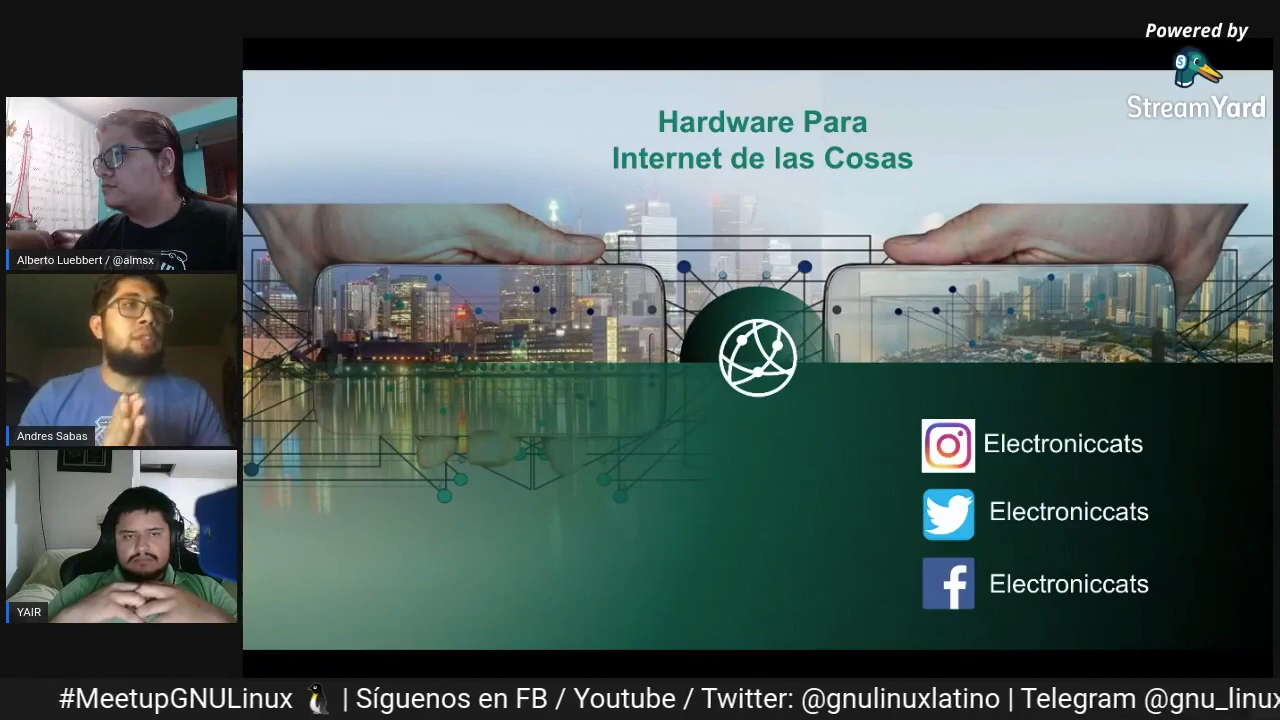 Powered by
StreamYard
Hardware Para
Internet de las Cosas
Alberto Luebbert / @almsx
Andres Sabas
YAIR
Electroniccats
Electroniccats
Electroniccats
#MeetupGNULinux 🐧 | Síguenos en FB / Youtube / Twitter: @gnulinuxlatino | Telegram @gnu_linux